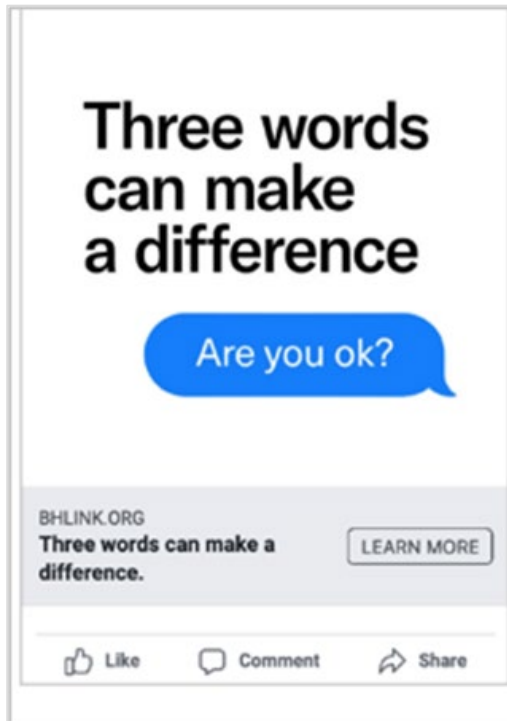 Three words
can make
a difference
Are you ok?
BHLINK.ORG
Three words can make a
difference.
LEARN MORE
Like
Comment
Share